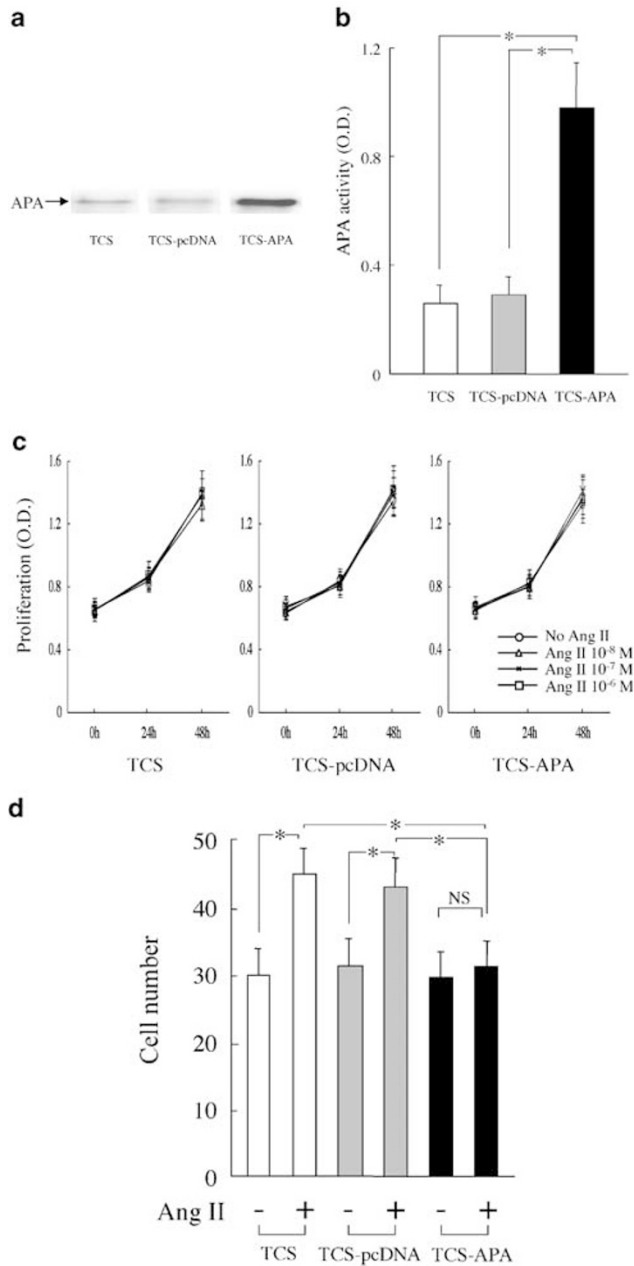 a
APA
TCS TCS-pcDNA TCS-APA
b
APA activity (O.D.)
1.2
0.8
0.4
0
* *
TCS TCS-pcDNA TCS-APA
c
Proliferation (O.D.)
1.6
1.2
0.8
0.4
0
0h 24h 48h
TCS
1.6
1.2
0.8
0.4
0
0h 24h 48h
TCS-pcDNA
1.6
1.2
0.8
0.4
0
0h 24h 48h
TCS-APA
No Ang II
Ang II 10⁻⁸ M
Ang II 10⁻⁷ M
Ang II 10⁻⁶ M
d
Cell number
50
40
30
20
10
0
* * * *
NS
Ang II - + - + - +
TCS TCS-pcDNA TCS-APA